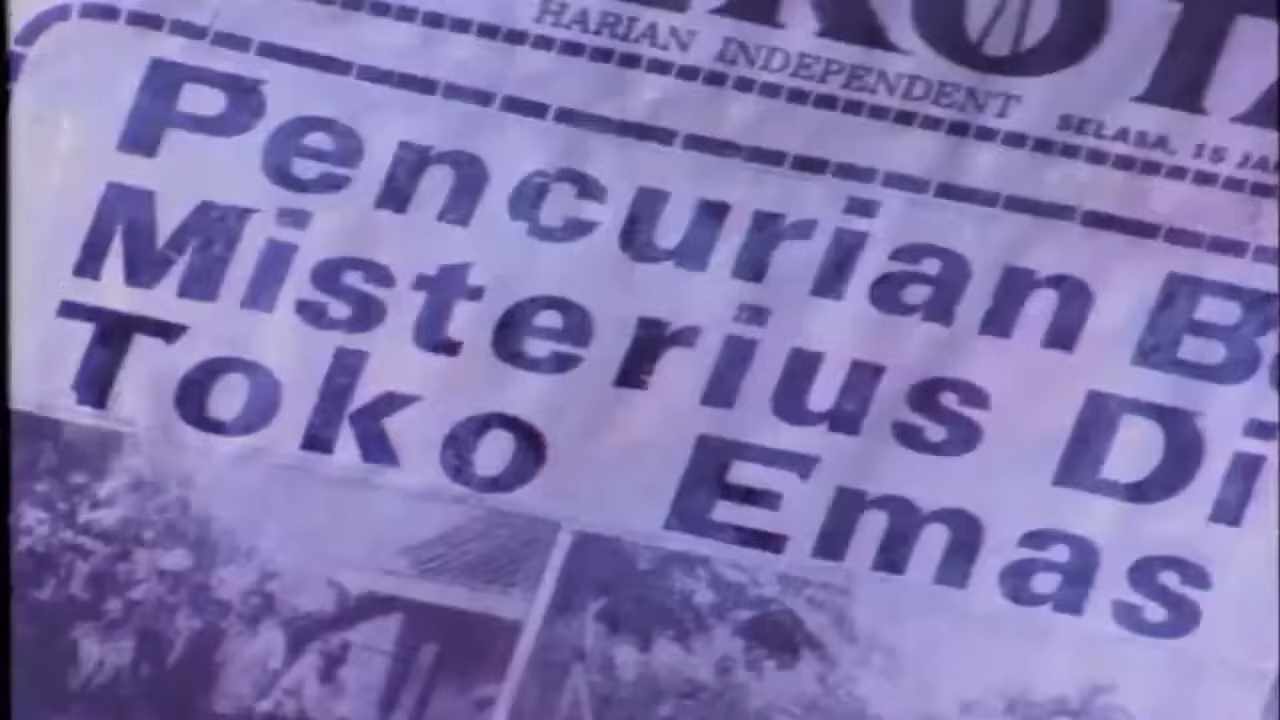 HARIAN INDEPENDENT
SELASA, 15
Pencurian
Misterius Di
Toko Emas